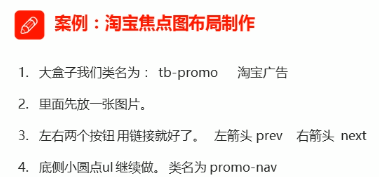 案例：淘宝焦点图布局制作
1. 大盒子我们类名为： tb-promo 淘宝广告
2. 里面先放一张图片。
3. 左右两个按钮 用链接就好了。 左箭头 prev 右箭头 next
4. 底侧小圆点ul 继续做。 类名为 promo-nav